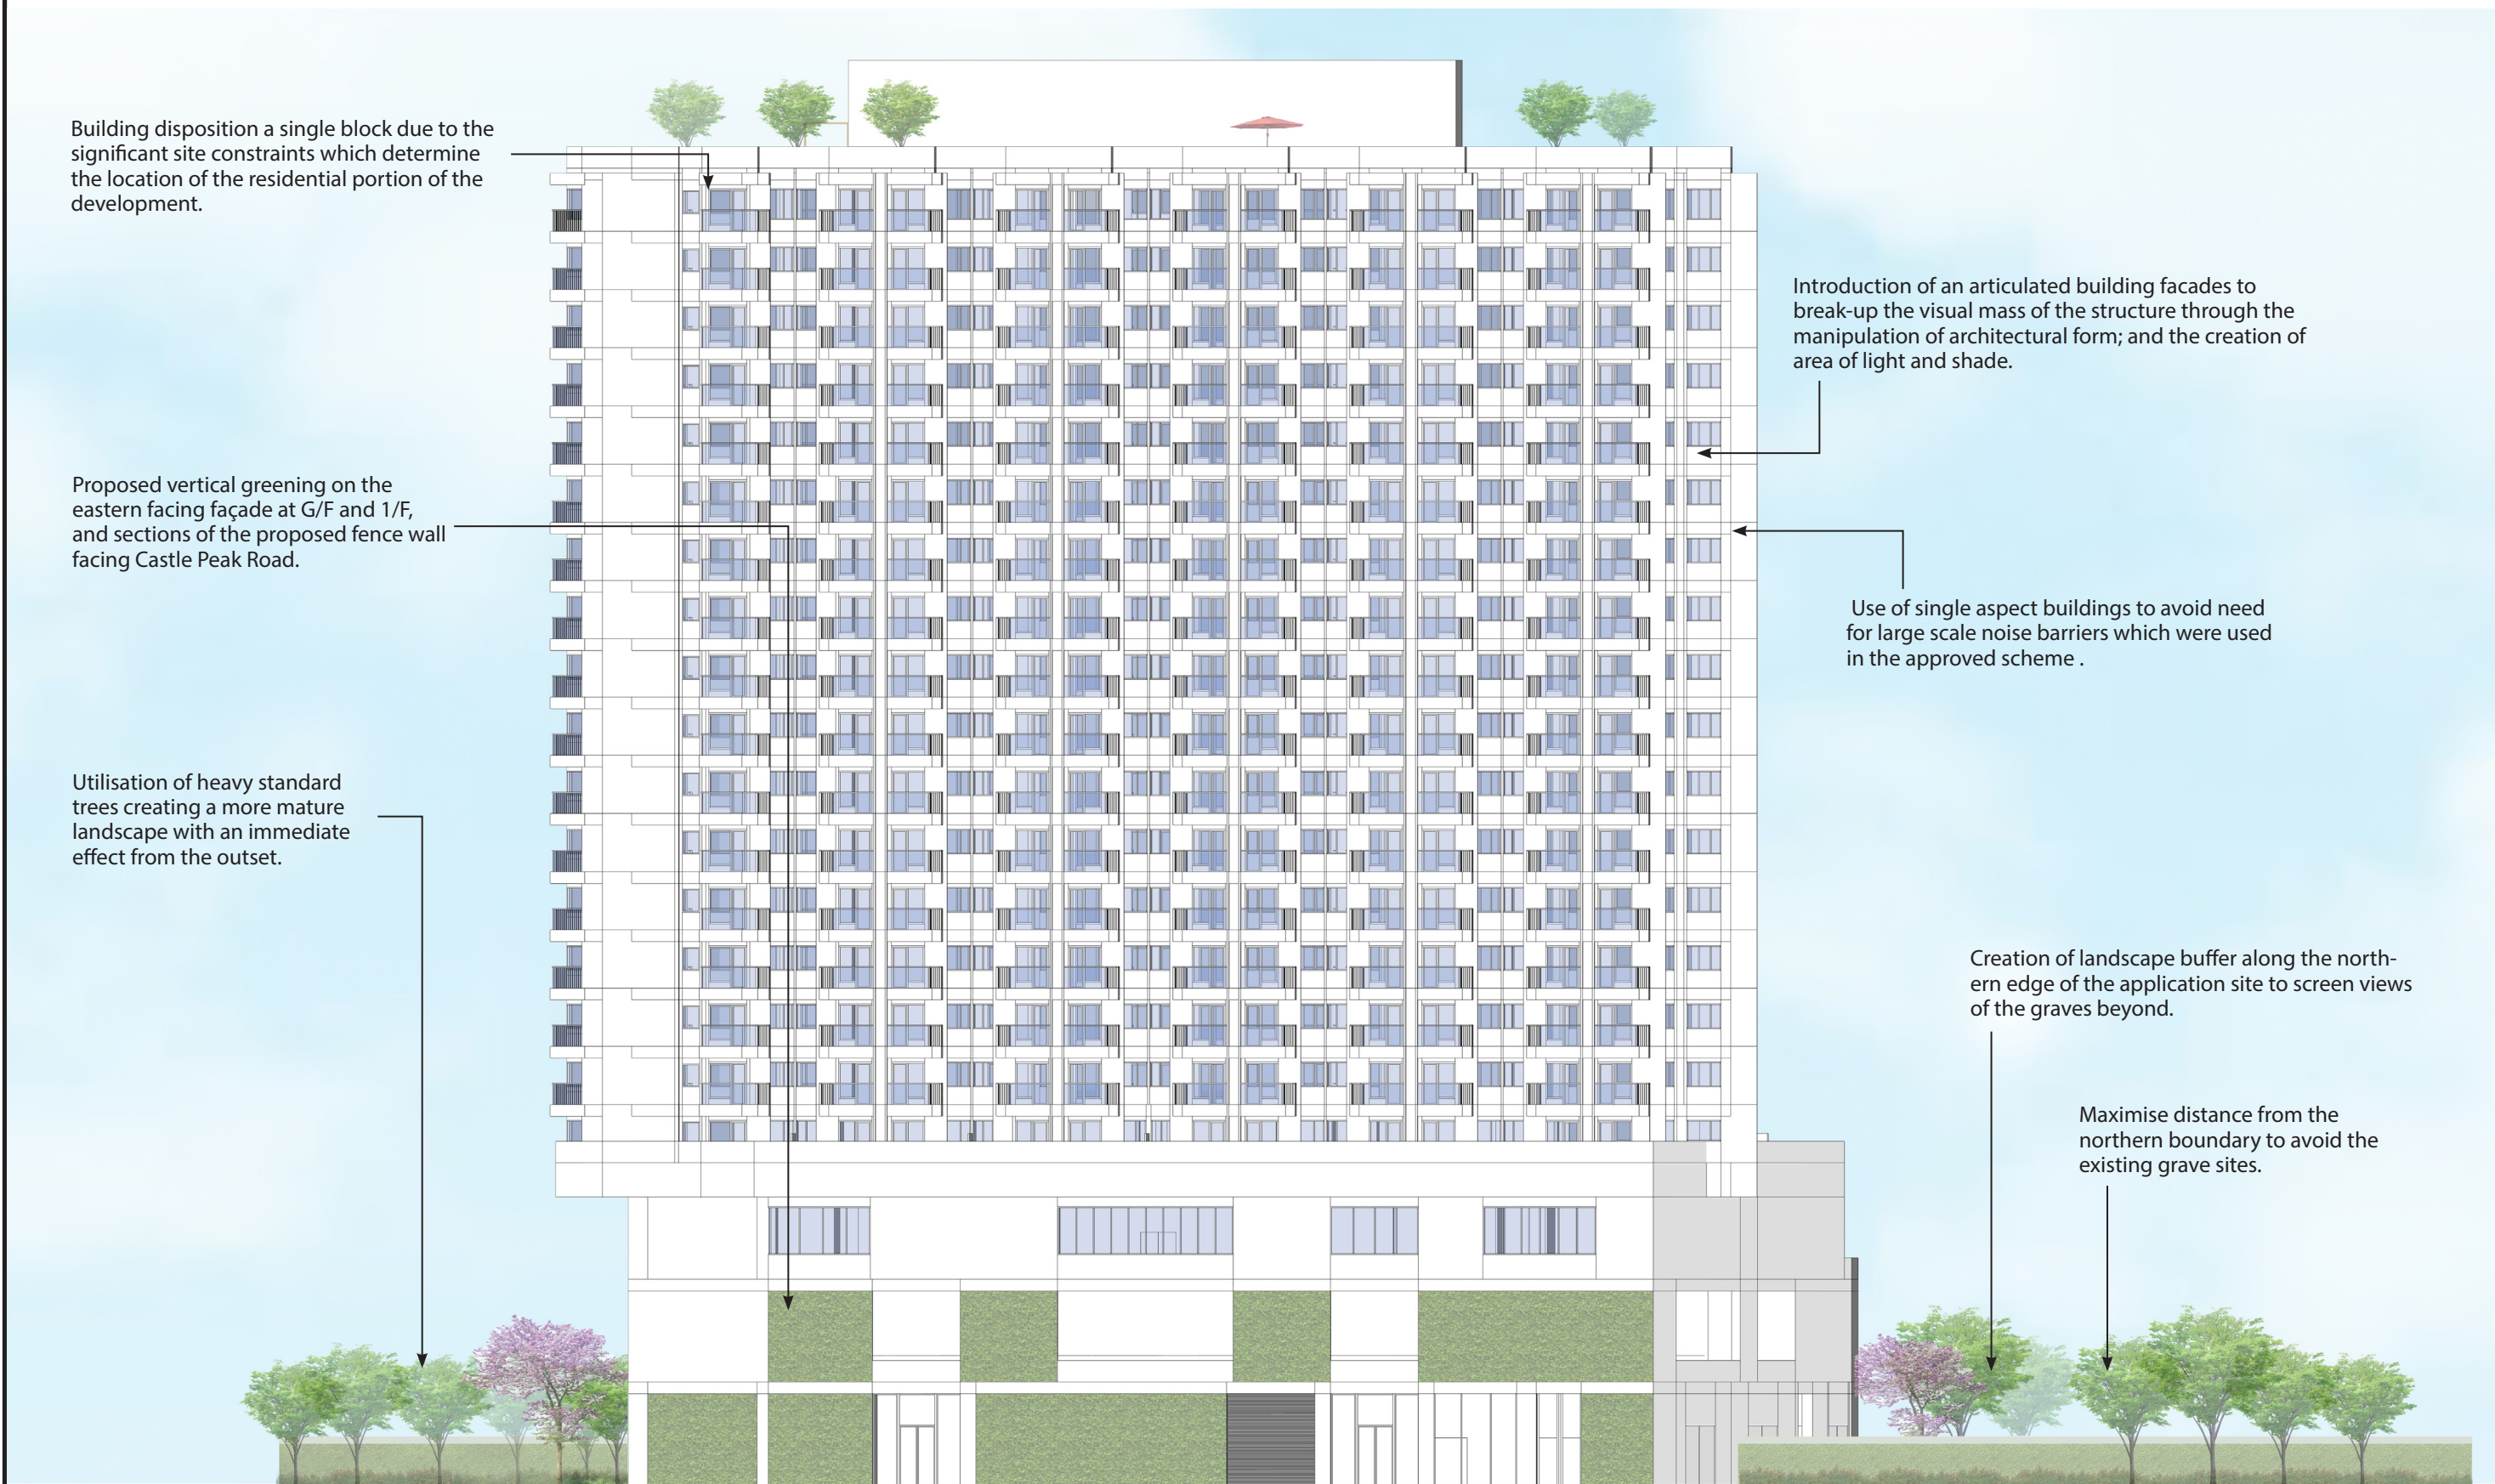 Building disposition a single block due to the
significant site constraints which determine
the location of the residential portion of the
development.
Proposed vertical greening on the
eastern facing façade at G/F and 1/F,
and sections of the proposed fence wall
facing Castle Peak Road.
Utilisation of heavy standard
trees creating a more mature
landscape with an immediate
effect from the outset.
Introduction of an articulated building facades to
break-up the visual mass of the structure through the
manipulation of architectural form; and the creation of
area of light and shade.
Use of single aspect buildings to avoid need
for large scale noise barriers which were used
in the approved scheme .
Creation of landscape buffer along the north-
ern edge of the application site to screen views
of the graves beyond.
Maximise distance from the
northern boundary to avoid the
existing grave sites.